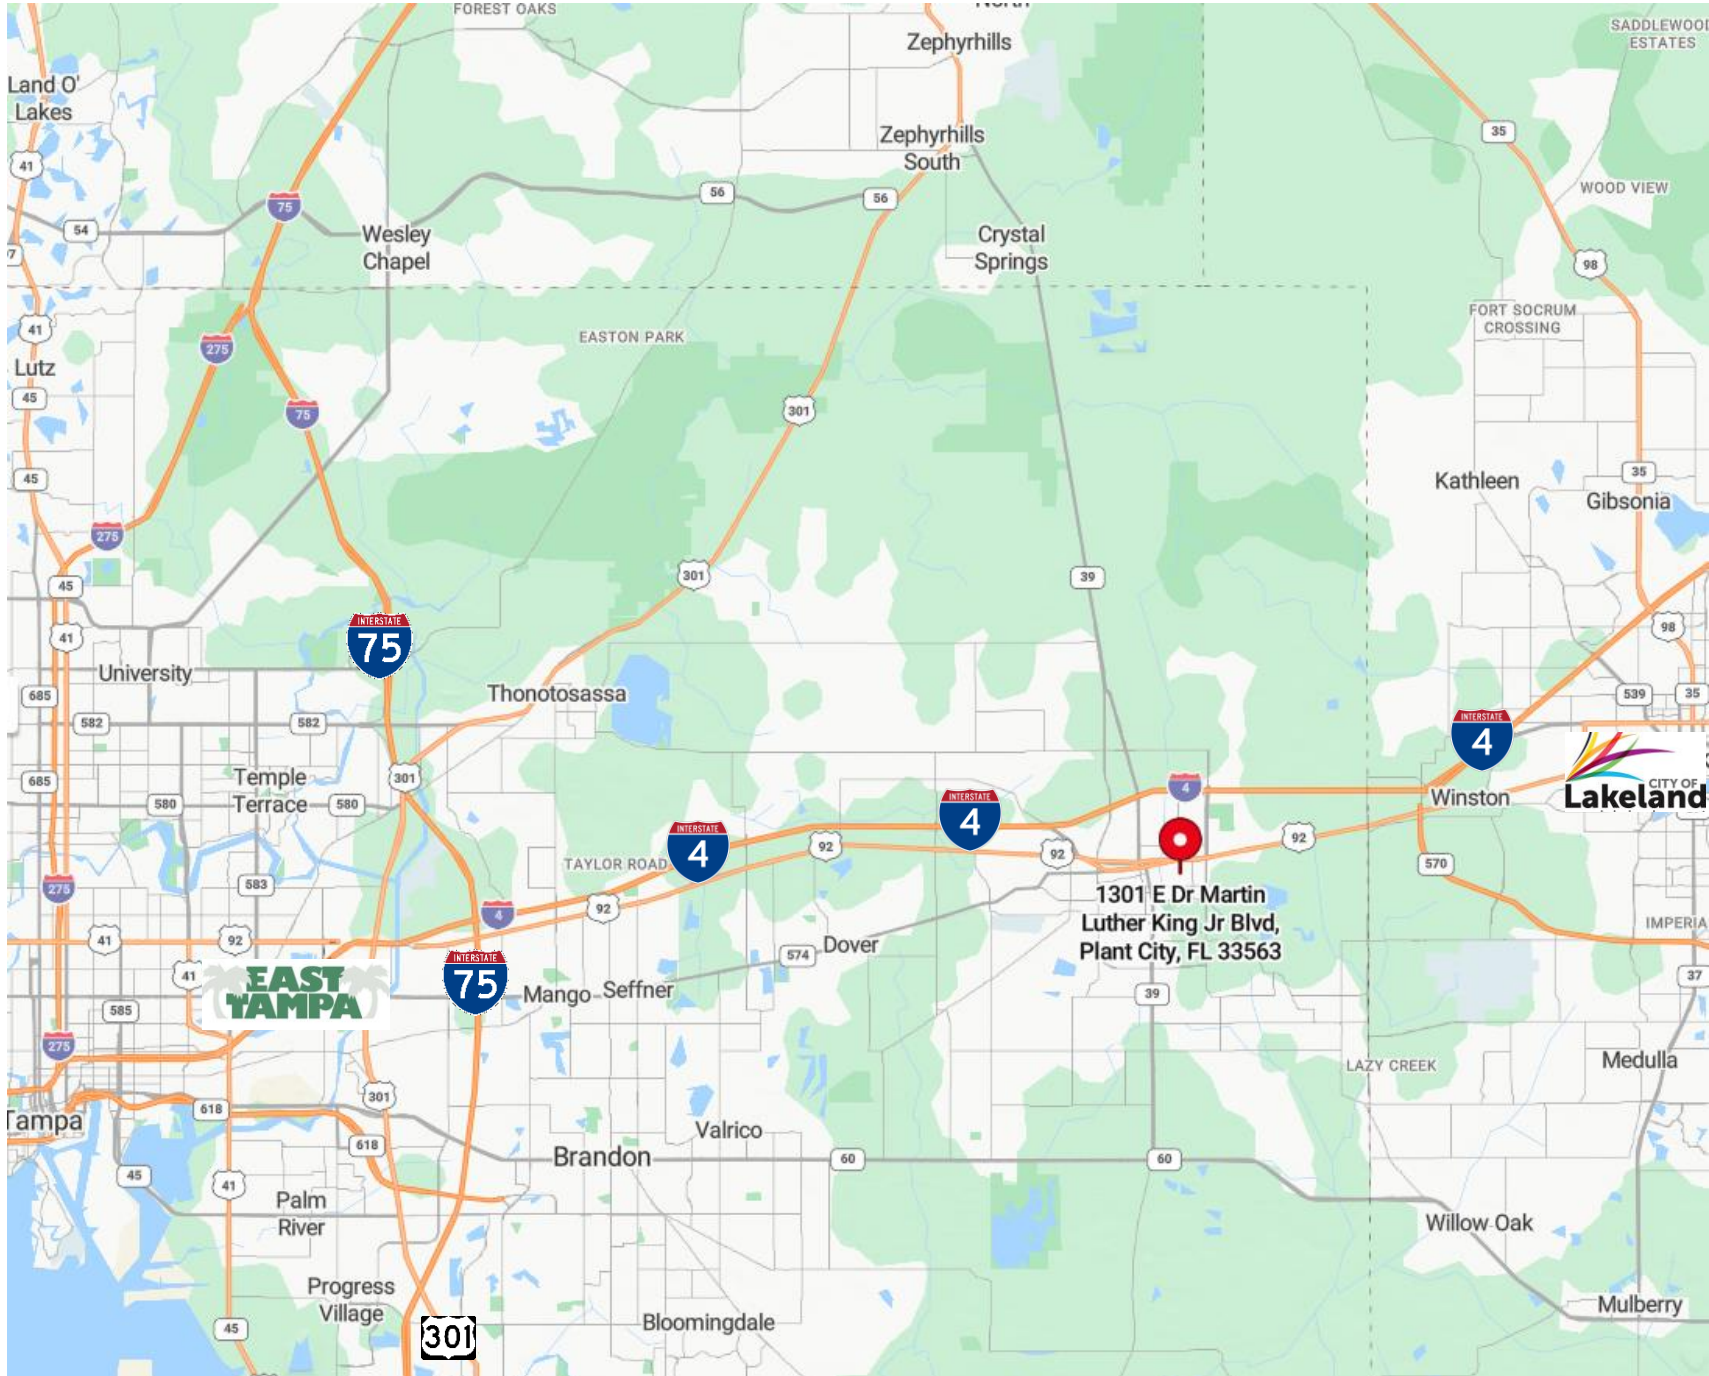 FOREST OAKS
North
SADDLEWOOD
ESTATES
Zephyrhills
Land O'
Lakes
35
Zephyrhills
South
41
WOOD VIEW
56
56
75
54
Wesley
Chapel
Crystal
Springs
98
FORT SOCRUM
CROSSING
41
EASTON PARK
275
Lutz
45
75
301
35
Kathleen
Gibsonia
45
275
301
39
45
41
INTERSTATE
75
98
University
Thonotosassa
685
539
35
582
582
INTERSTATE
4
CITY OF
Lakeland
Temple
Terrace
301
685
580
580
4
Winston
INTERSTATE
4
INTERSTATE
4
92
92
92
TAYLOR ROAD
570
275
583
4
92
1301 E Dr Martin
Luther King Jr Blvd,
Plant City, FL 33563
IMPERIA
41
92
574
Dover
41
EAST
TAMPA
INTERSTATE
75
Mango
Seffner
39
37
585
275
LAZY CREEK
Medulla
618
301
Tampa
618
Valrico
Brandon
60
60
45
41
Palm
River
Willow Oak
Progress
Village
Mulberry
45
301
Bloomingdale